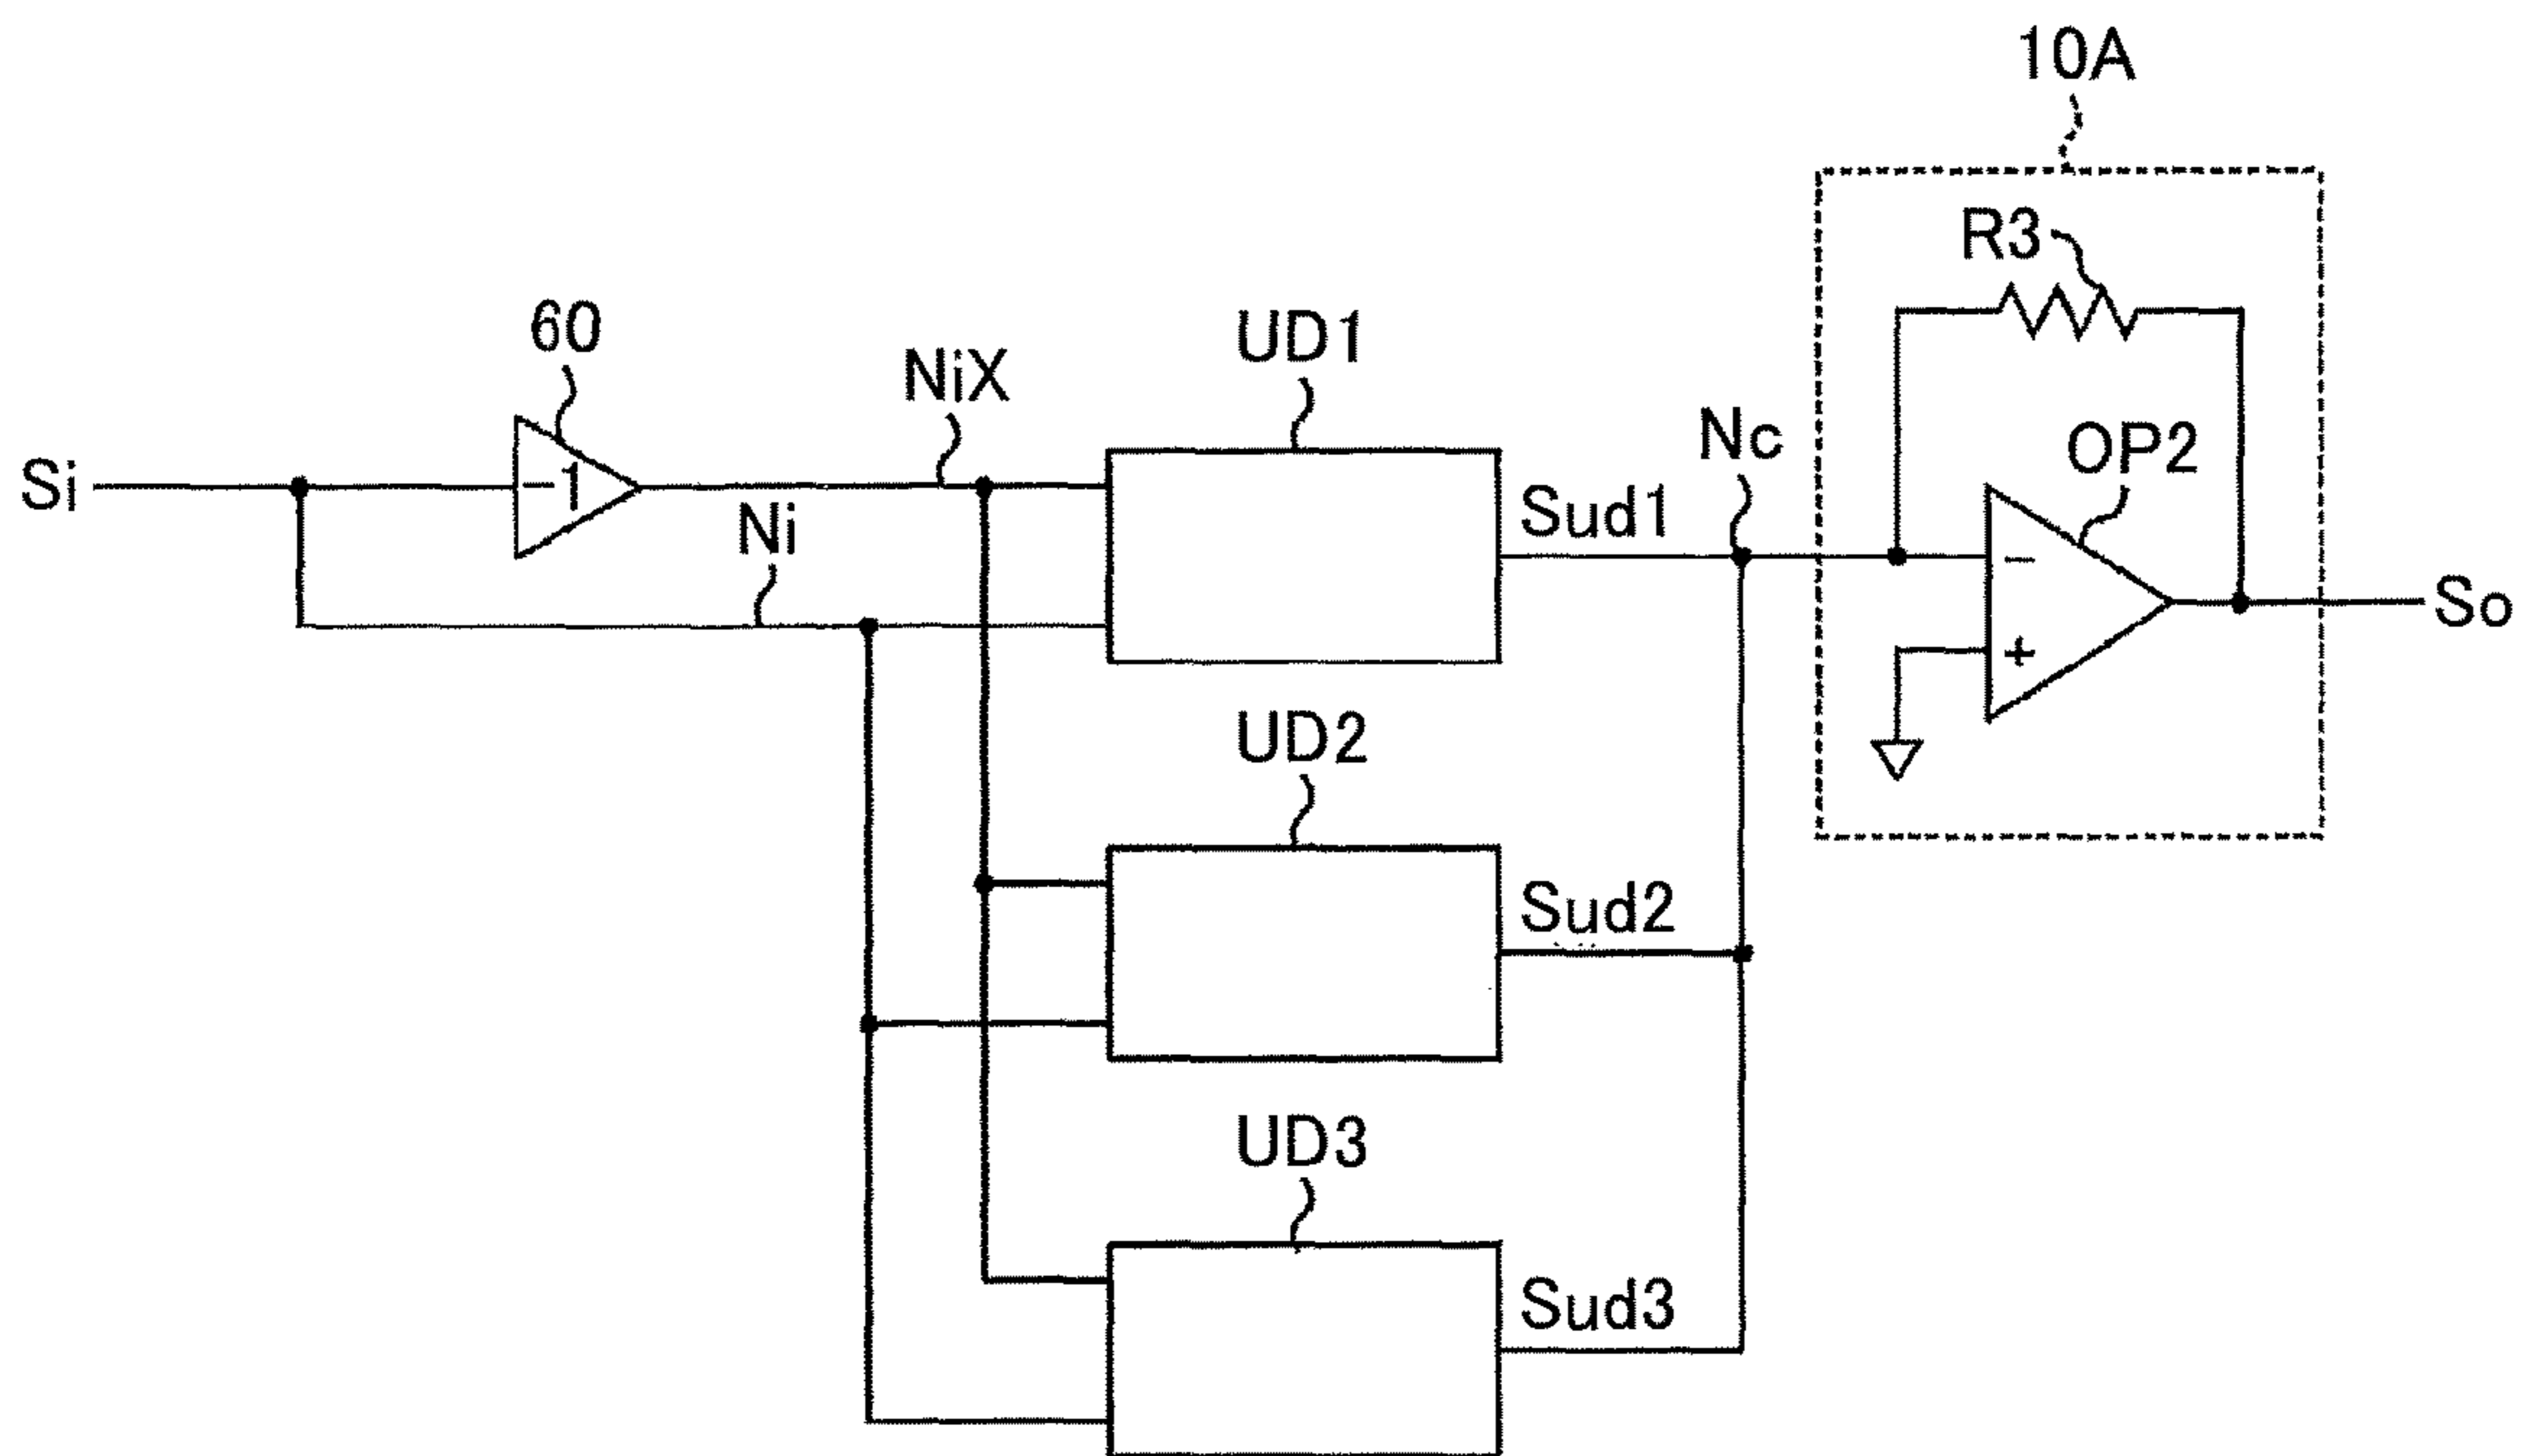 10A
R3
60
UD1
NiX
Nc
OP2
Si
-1
Sud1
Ni
−
So
+
UD2
Sud2
UD3
Sud3